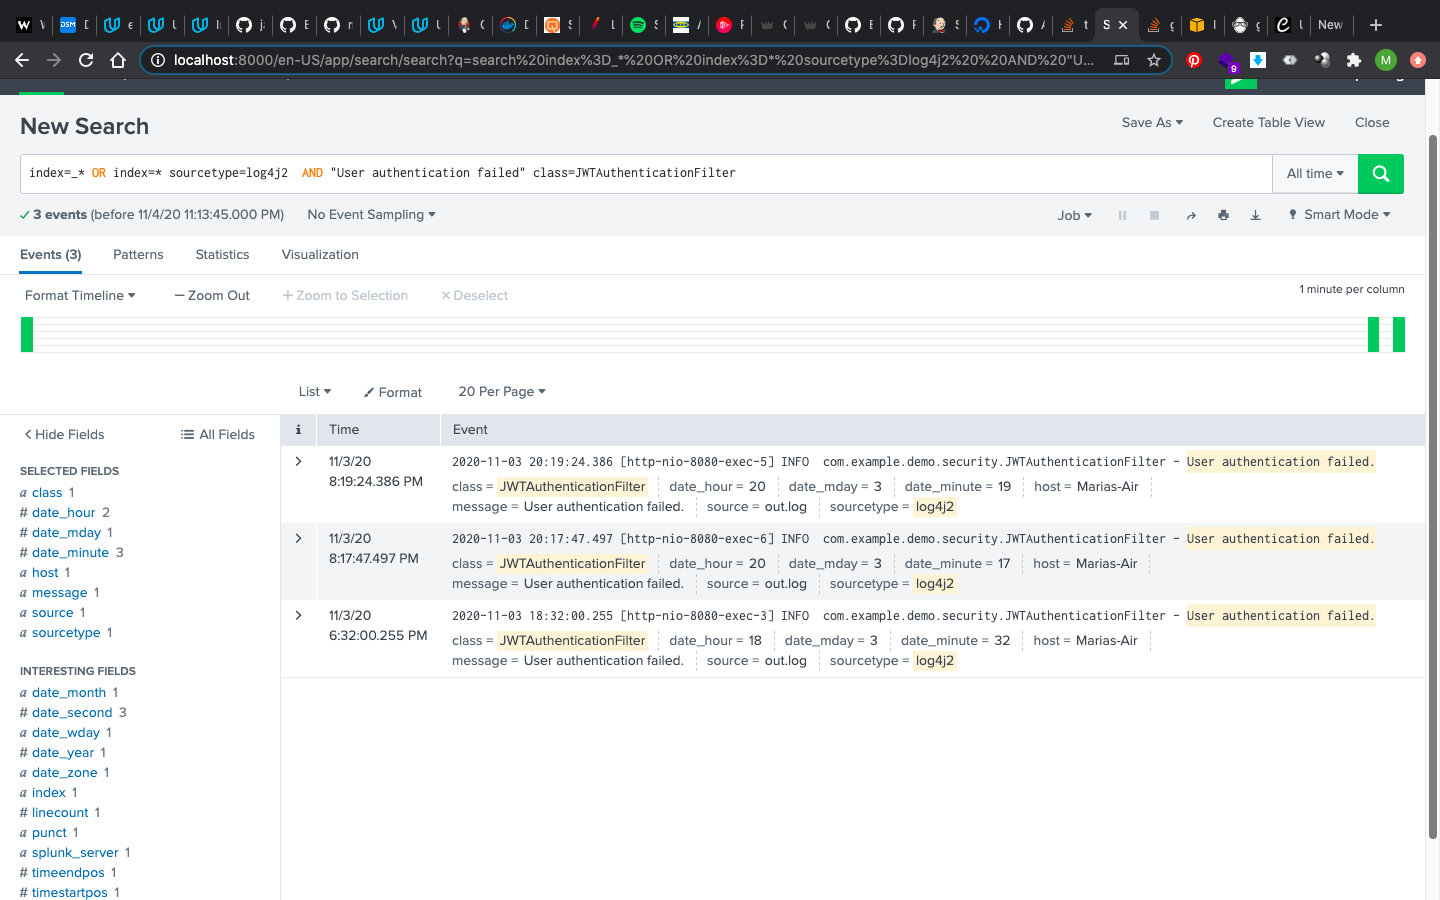 New
localhost:8000/en-US/app/search/search?q=search%20index%3D_*%20OR%20index%3D*%20sourcetype%3Dlog4j2%20%20AND%20"U...
9
M
New Search
Save As
Create Table View
Close
index=_* OR index=* sourcetype=log4j2  AND "User authentication failed" class=JWTAuthenticationFilter
All time
3 events (before 11/4/20 11:13:45.000 PM)
No Event Sampling
Job
Smart Mode
Events (3)
Patterns
Statistics
Visualization
Format Timeline
— Zoom Out
+ Zoom to Selection
× Deselect
1 minute per column
List
Format
20 Per Page
< Hide Fields
All Fields
i
Time
Event
SELECTED FIELDS
a class 1
# date_hour 2
# date_mday 1
# date_minute 3
a host 1
a message 1
a source 1
a sourcetype 1
INTERESTING FIELDS
a date_month 1
# date_second 3
a date_wday 1
# date_year 1
a date_zone 1
a index 1
# linecount 1
a punct 1
a splunk_server 1
# timeendpos 1
# timestartpos 1
> 11/3/20
8:19:24.386 PM
2020-11-03 20:19:24.386 [http-nio-8080-exec-5] INFO  com.example.demo.security.JWTAuthenticationFilter - User authentication failed.
class = JWTAuthenticationFilter date_hour = 20 date_mday = 3 date_minute = 19 host = Marias-Air
message = User authentication failed. source = out.log sourcetype = log4j2
> 11/3/20
8:17:47.497 PM
2020-11-03 20:17:47.497 [http-nio-8080-exec-6] INFO  com.example.demo.security.JWTAuthenticationFilter - User authentication failed.
class = JWTAuthenticationFilter date_hour = 20 date_mday = 3 date_minute = 17 host = Marias-Air
message = User authentication failed. source = out.log sourcetype = log4j2
> 11/3/20
6:32:00.255 PM
2020-11-03 18:32:00.255 [http-nio-8080-exec-3] INFO  com.example.demo.security.JWTAuthenticationFilter - User authentication failed.
class = JWTAuthenticationFilter date_hour = 18 date_mday = 3 date_minute = 32 host = Marias-Air
message = User authentication failed. source = out.log sourcetype = log4j2